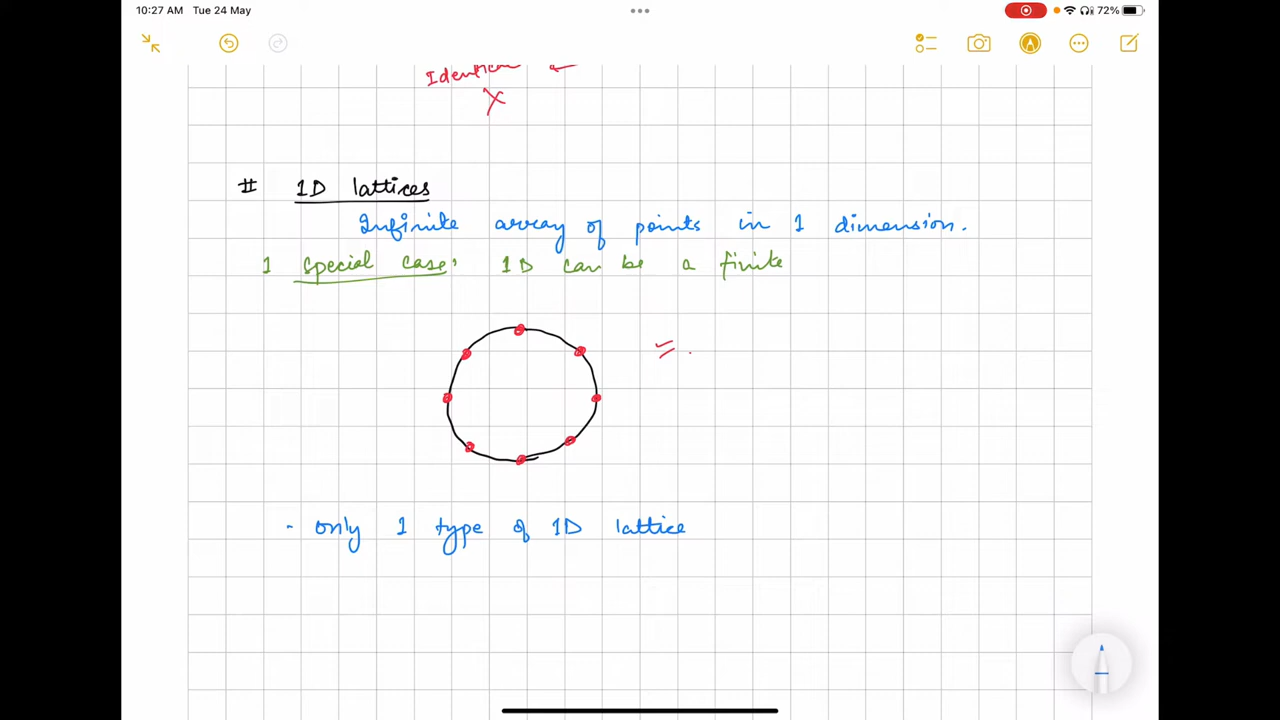 10:27 AM Tue 24 May
72%
X
# 1D lattices
Infinite array of points in 1 dimension.
1 special case: 1D can be a finite
- only 1 type of 1D lattice